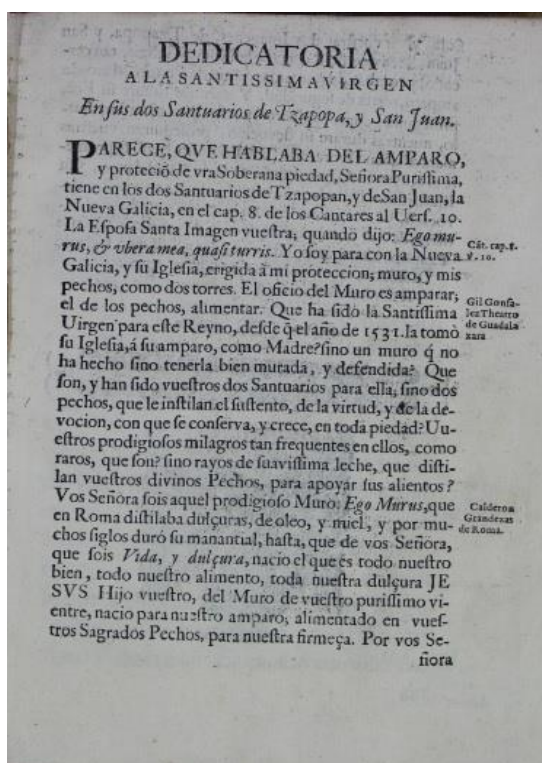 DEDICATORIA
A LA SANTISSIMA VIRGEN
En sus dos Santuarios de Tzapopa, y San Juan.
PARECE, QVE HABLABA DEL AMPARO,
y proteciō de vra Soberana piedad, Señora Purissima,
tiene en los dos Santuarios de Tzapopan, y de San Juan, la
Nueva Galicia, en el cap. 8. de los Cantares al Uers. 10.
La Esposa Santa Imagen vuestra; quando dijo: Ego mu-
rus, & vbera mea, quasi turris. Yo soy para con la Nueva
Cāt. cap. 8.
v. 10.
Galicia, y su Iglesia, erigida à mi proteccion; muro, y mis
pechos, como dos torres. El oficio del Muro es amparar;
el de los pechos, alimentar. Que ha sido la Santissima
Gil Gonsa-
lez Theatro
de Guadala
xara
Uirgen para este Reyno, desde q̄ el año de 1531. la tomò
su Iglesia, á su amparo, como Madre? sino un muro q̄ no
ha hecho sino tenerla bien murada, y defendida? Que
son, y han sido vuestros dos Santuarios para ella, sino dos
pechos, que le instilan el sustento, de la virtud, y de la de-
vocion, con que se conserva, y crece, en toda piedad? Uu-
estros prodigiosos milagros tan frequentes en ellos, como
raros, que son? sino rayos de suavissima leche, que disti-
lan vuestros divinos Pechos, para apoyar sus alientos?
Vos Señora sois aquel prodigioso Muro: Ego Murus, que
en Roma distilaba dulçuras, de oleo, y miel, y por mu-
Calderon
Grandezas
de Roma.
chos siglos duró su manantial, hasta, que de vos Señora,
que sois Vida, y dulçura, nacio el que es todo nuestro
bien, todo nuestro alimento, toda nuestra dulçura JE
SVS Hijo vuestro, del Muro de vuestro purissimo vi-
entre, nacio para nuestro amparo; alimentado en vues-
tros Sagrados Pechos, para nuestra firmeça. Por vos Se-
ñora